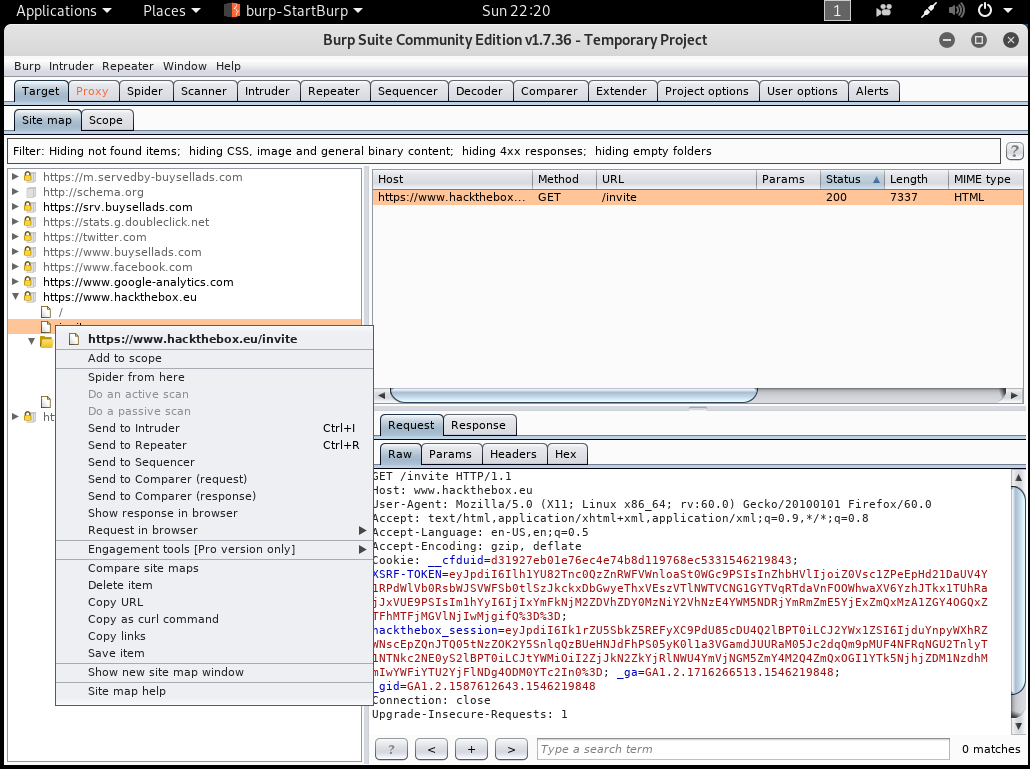 Applications Places burp-StartBurp Sun 22:20 1
Burp Suite Community Edition v1.7.36 - Temporary Project
Burp Intruder Repeater Window Help
Target Proxy Spider Scanner Intruder Repeater Sequencer Decoder Comparer Extender Project options User options Alerts
Site map Scope
Filter: Hiding not found items; hiding CSS, image and general binary content; hiding 4xx responses; hiding empty folders ?
https://m.servedby-buysellads.com
http://schema.org
https://srv.buysellads.com
https://stats.g.doubleclick.net
https://twitter.com
https://www.buysellads.com
https://www.facebook.com
https://www.google-analytics.com
https://www.hackthebox.eu
/
https://www.hackthebox.eu/invite
Add to scope
Spider from here
Do an active scan
Do a passive scan
Send to Intruder Ctrl+I
Send to Repeater Ctrl+R
Send to Sequencer
Send to Comparer (request)
Send to Comparer (response)
Show response in browser
Request in browser
Engagement tools [Pro version only]
Compare site maps
Delete item
Copy URL
Copy as curl command
Copy links
Save item
Show new site map window
Site map help
Host Method URL Params Status Length MIME type
https://www.hackthebox... GET /invite 200 7337 HTML
Request Response
Raw Params Headers Hex
GET /invite HTTP/1.1
Host: www.hackthebox.eu
User-Agent: Mozilla/5.0 (X11; Linux x86_64; rv:60.0) Gecko/20100101 Firefox/60.0
Accept: text/html,application/xhtml+xml,application/xml;q=0.9,*/*;q=0.8
Accept-Language: en-US,en;q=0.5
Accept-Encoding: gzip, deflate
Cookie: __cfduid=d31927eb01e76ec4e74b8d119768ec5331546219843;
XSRF-TOKEN=
hackthebox_session=
_ga=GA1.2.1716266513.1546219848;
_gid=GA1.2.1587612643.1546219848
Connection: close
Upgrade-Insecure-Requests: 1
? < + > Type a search term 0 matches